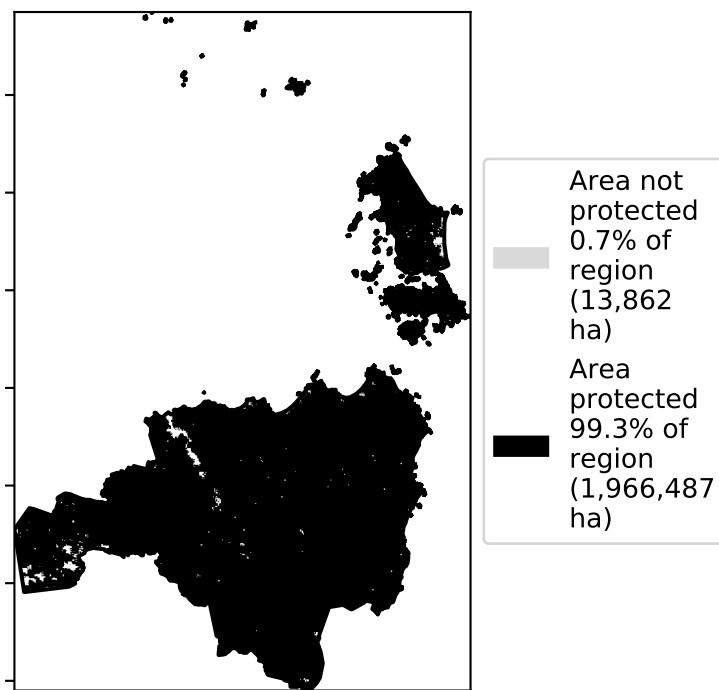 Area not
protected
0.7% of
region
(13,862
ha)
Area
protected
99.3% of
region
(1,966,487
ha)